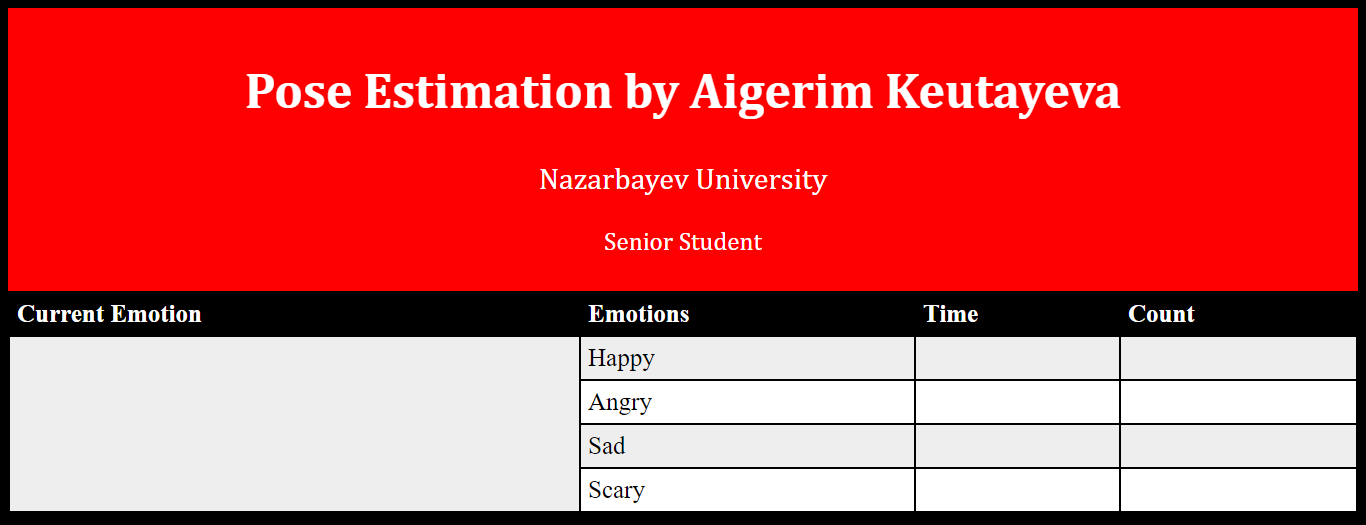 Pose Estimation by Aigerim Keutayeva
Nazarbayev University
Senior Student
Current Emotion Emotions Time Count
Happy
Angry
Sad
Scary